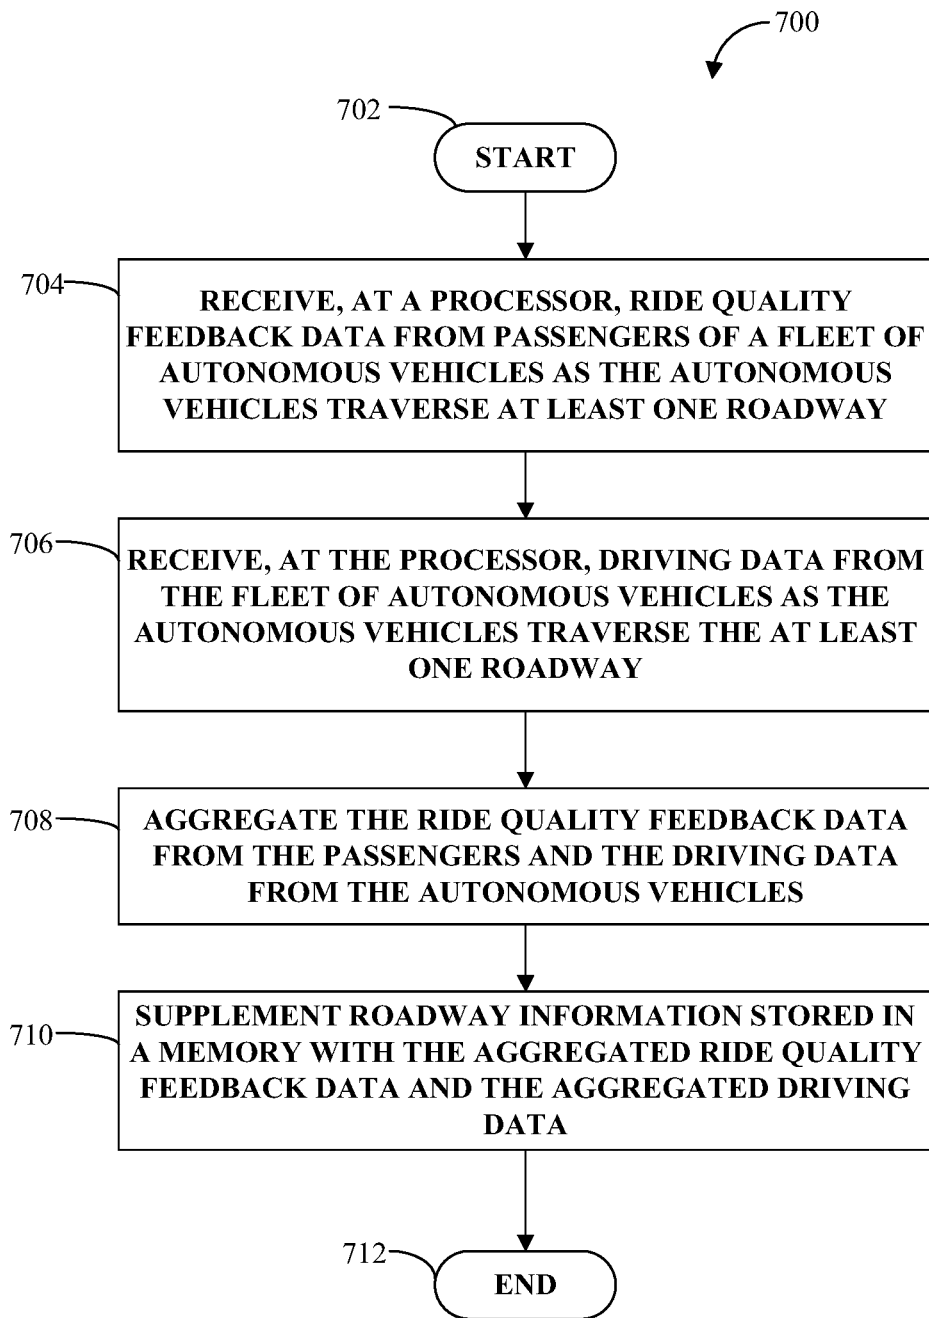 700
702
START
704
RECEIVE, AT A PROCESSOR, RIDE QUALITY
FEEDBACK DATA FROM PASSENGERS OF A FLEET OF
AUTONOMOUS VEHICLES AS THE AUTONOMOUS
VEHICLES TRAVERSE AT LEAST ONE ROADWAY
706
RECEIVE, AT THE PROCESSOR, DRIVING DATA FROM
THE FLEET OF AUTONOMOUS VEHICLES AS THE
AUTONOMOUS VEHICLES TRAVERSE THE AT LEAST
ONE ROADWAY
708
AGGREGATE THE RIDE QUALITY FEEDBACK DATA
FROM THE PASSENGERS AND THE DRIVING DATA
FROM THE AUTONOMOUS VEHICLES
710
SUPPLEMENT ROADWAY INFORMATION STORED IN
A MEMORY WITH THE AGGREGATED RIDE QUALITY
FEEDBACK DATA AND THE AGGREGATED DRIVING
DATA
712
END